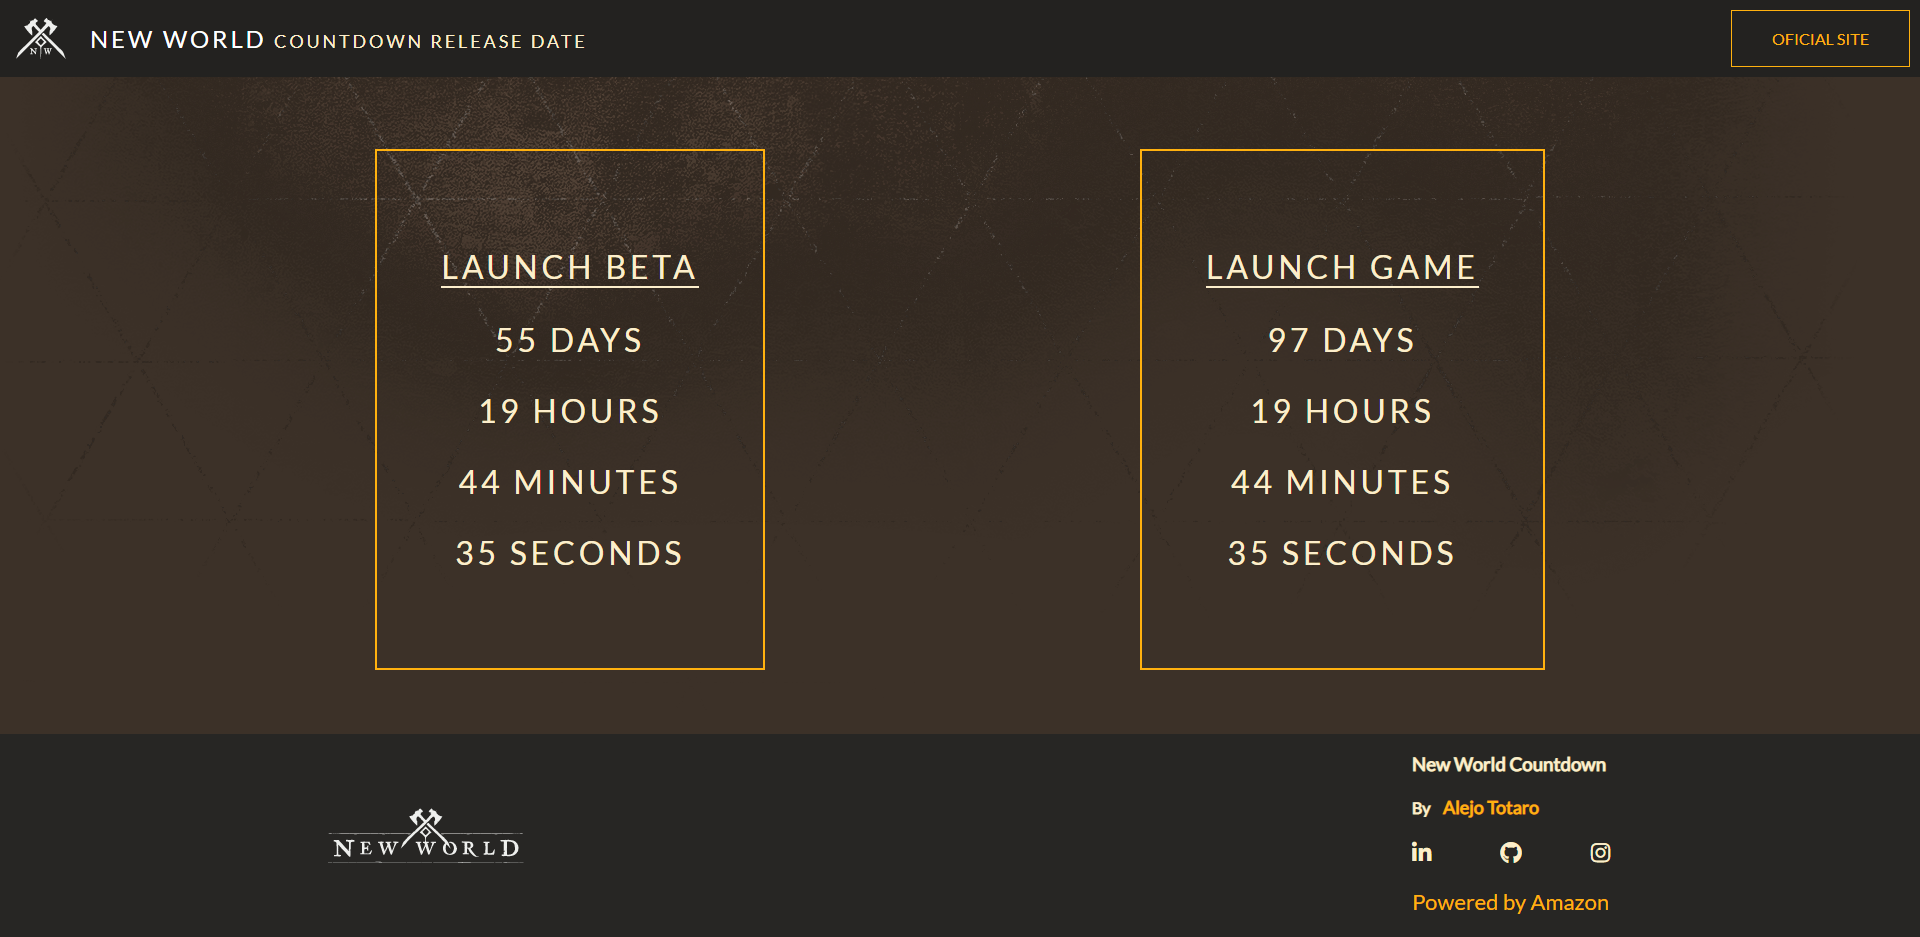 N W
NEW WORLD COUNTDOWN RELEASE DATE
OFICIAL SITE
LAUNCH BETA
55 DAYS
19 HOURS
44 MINUTES
35 SECONDS
LAUNCH GAME
97 DAYS
19 HOURS
44 MINUTES
35 SECONDS
NEW WORLD
New World Countdown
By Alejo Totaro
in
Powered by Amazon